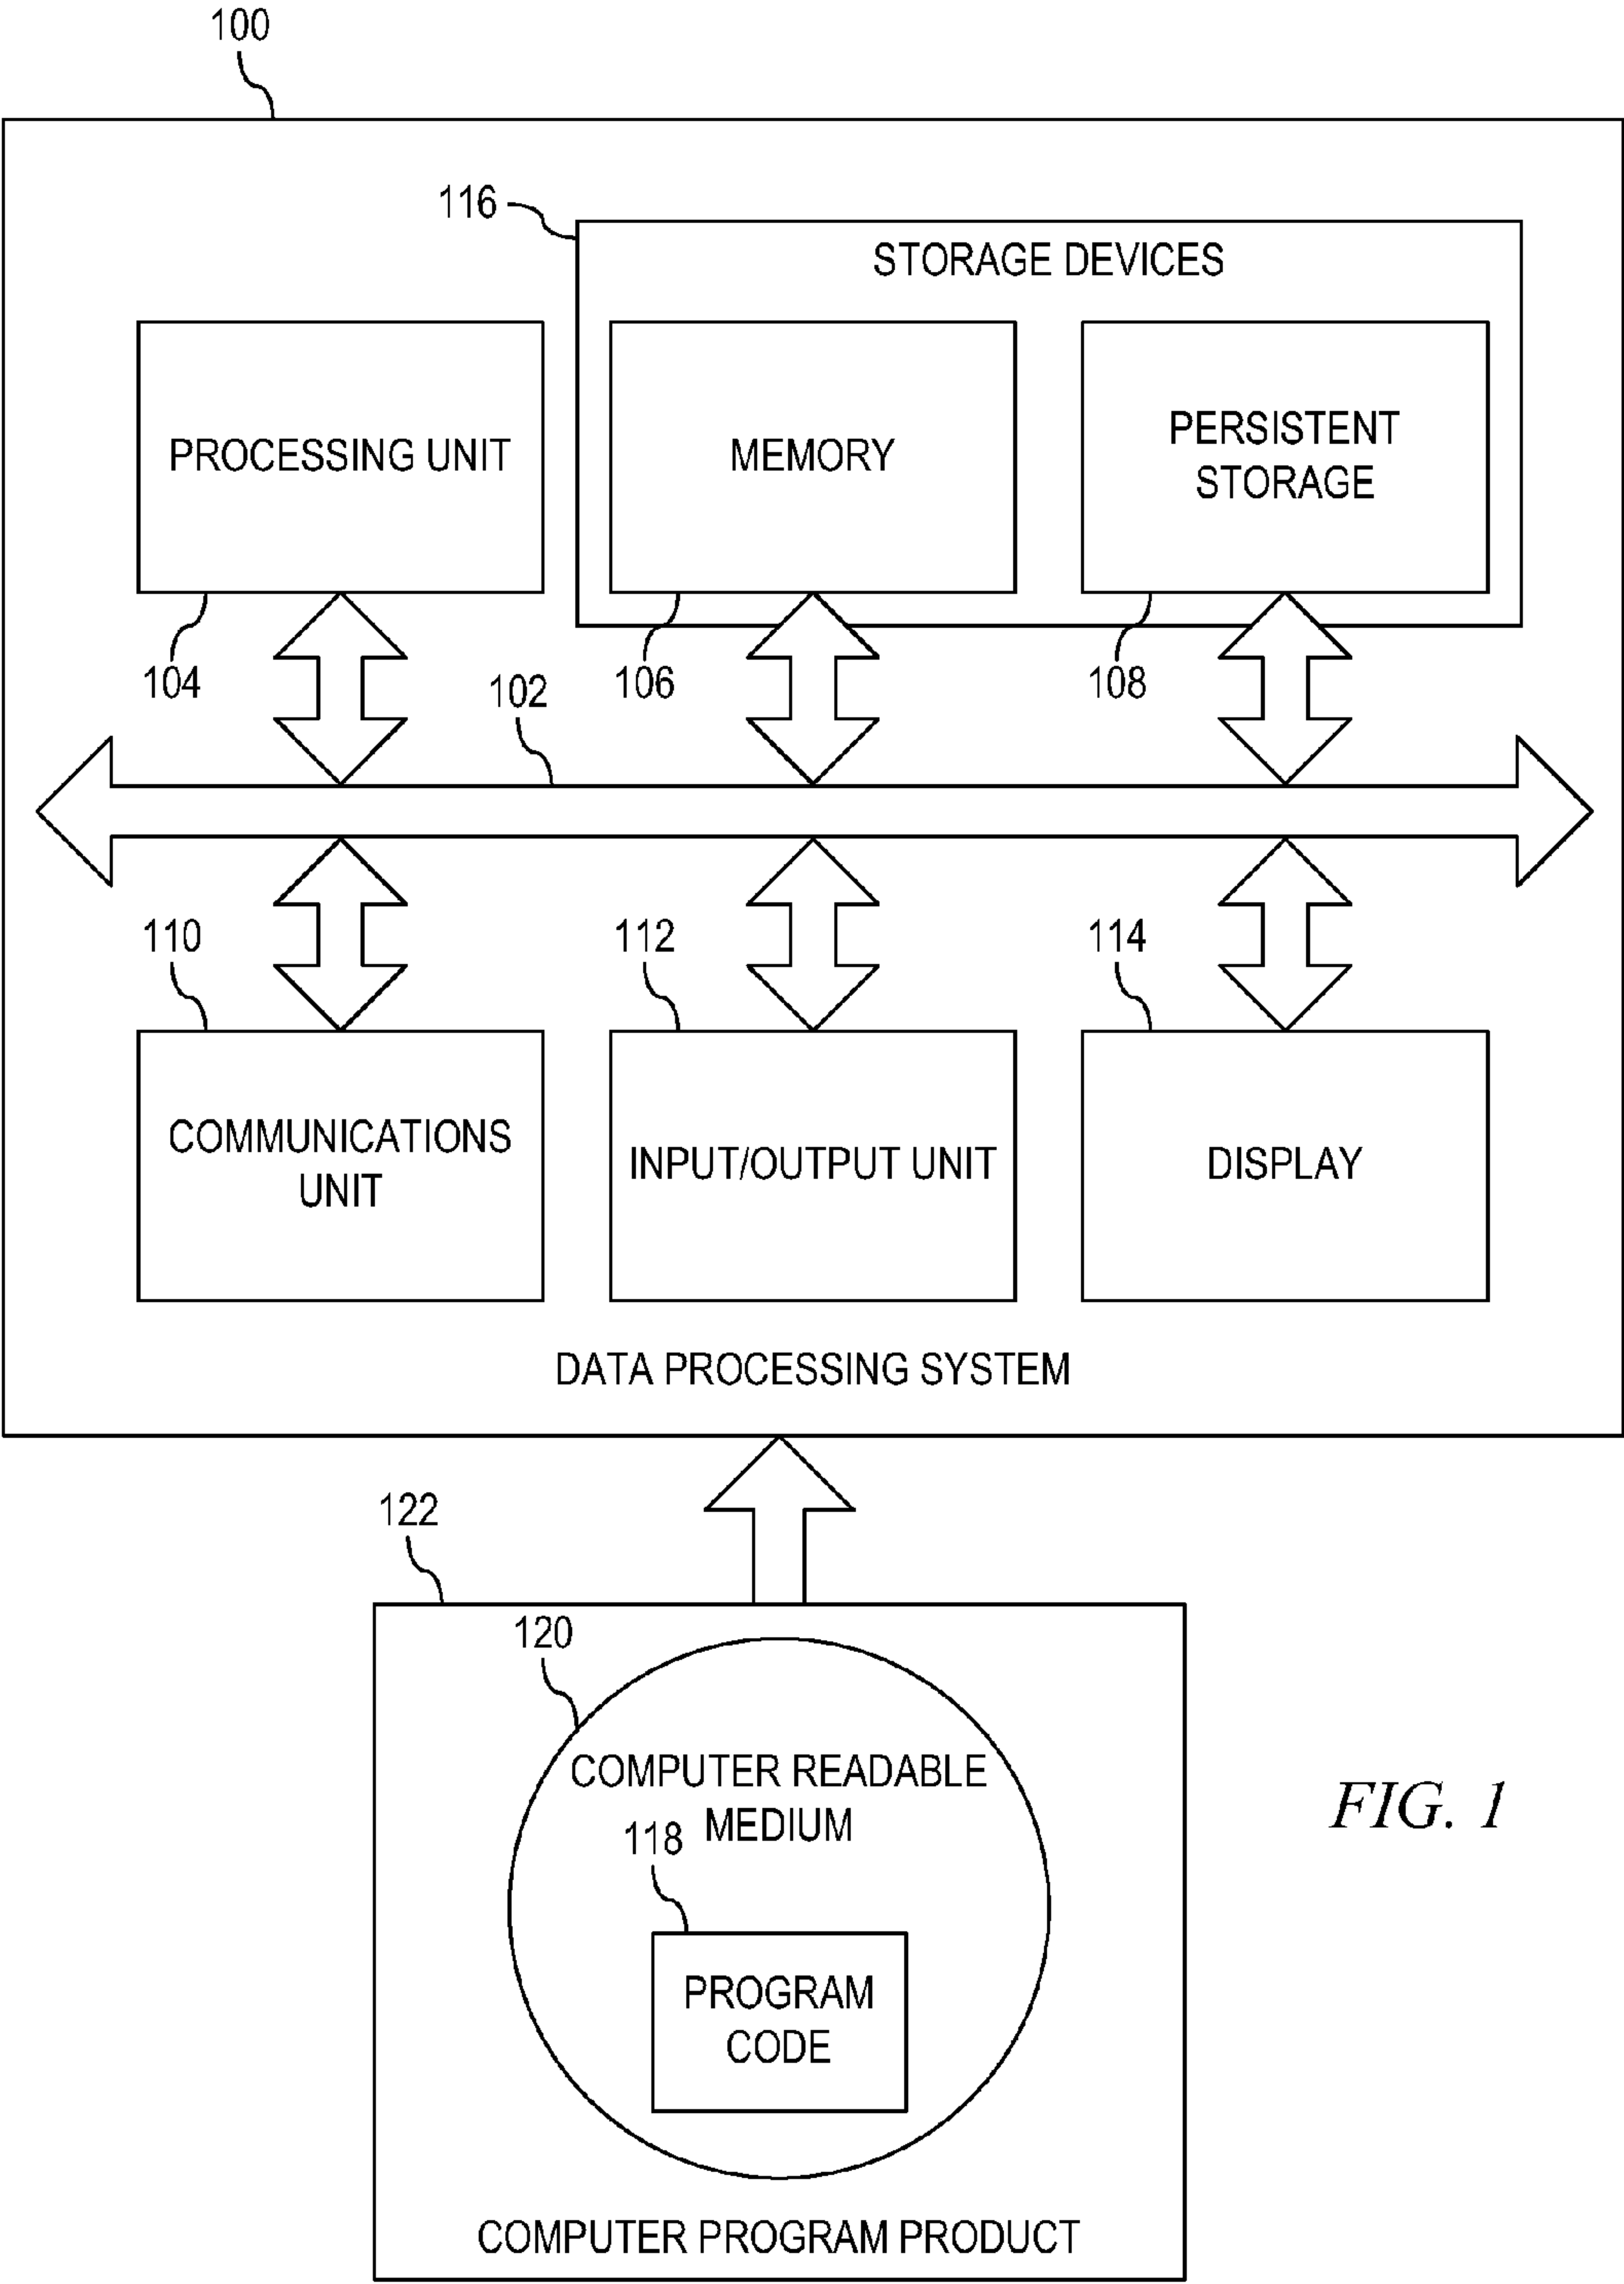 100
116
STORAGE DEVICES
PROCESSING UNIT
MEMORY
PERSISTENT
STORAGE
104
106
108
102
110
112
114
COMMUNICATIONS
UNIT
INPUT/OUTPUT UNIT
DISPLAY
DATA PROCESSING SYSTEM
122
120
COMPUTER READABLE
MEDIUM
118
PROGRAM
CODE
COMPUTER PROGRAM PRODUCT
FIG. 1